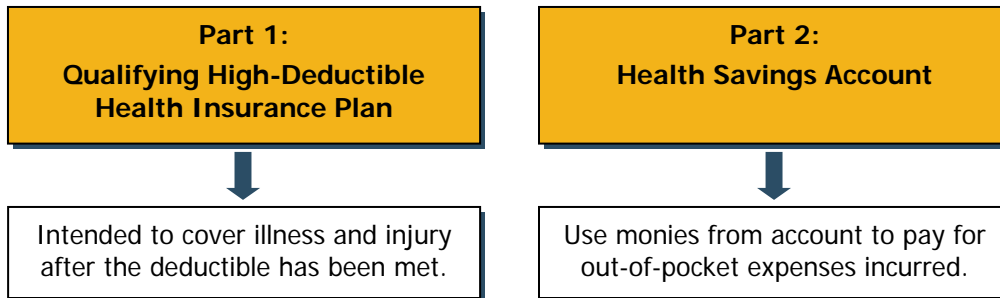 Part 1:
Qualifying High-Deductible
Health Insurance Plan
Intended to cover illness and injury
after the deductible has been met.
Part 2:
Health Savings Account
Use monies from account to pay for
out-of-pocket expenses incurred.